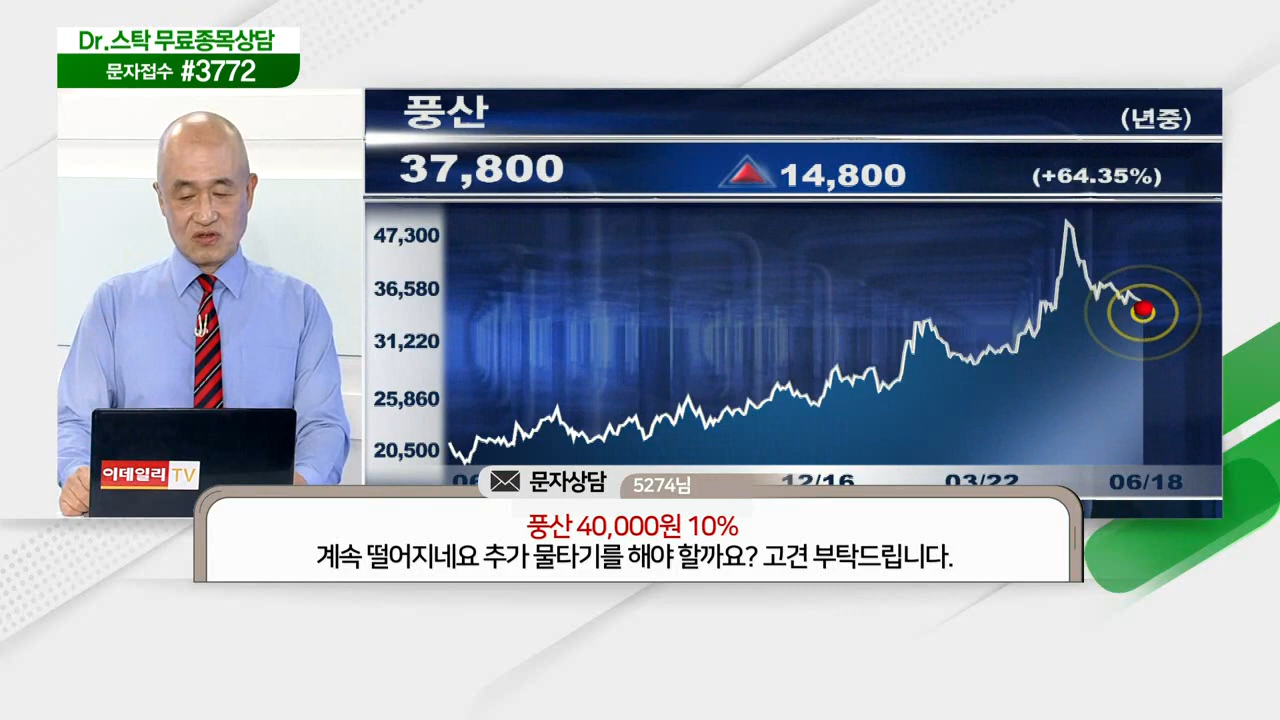 Dr.스탁 무료종목상담
문자접수 #3772
풍산
(년중)
37,800
14,800
(+64.35%)
47,300
36,580
31,220
25,860
20,500
12/16
03/22
06/18
이데일리 TV
문자상담
5274님
풍산 40,000원 10%
계속 떨어지네요 추가 물타기를 해야 할까요? 고견 부탁드립니다.